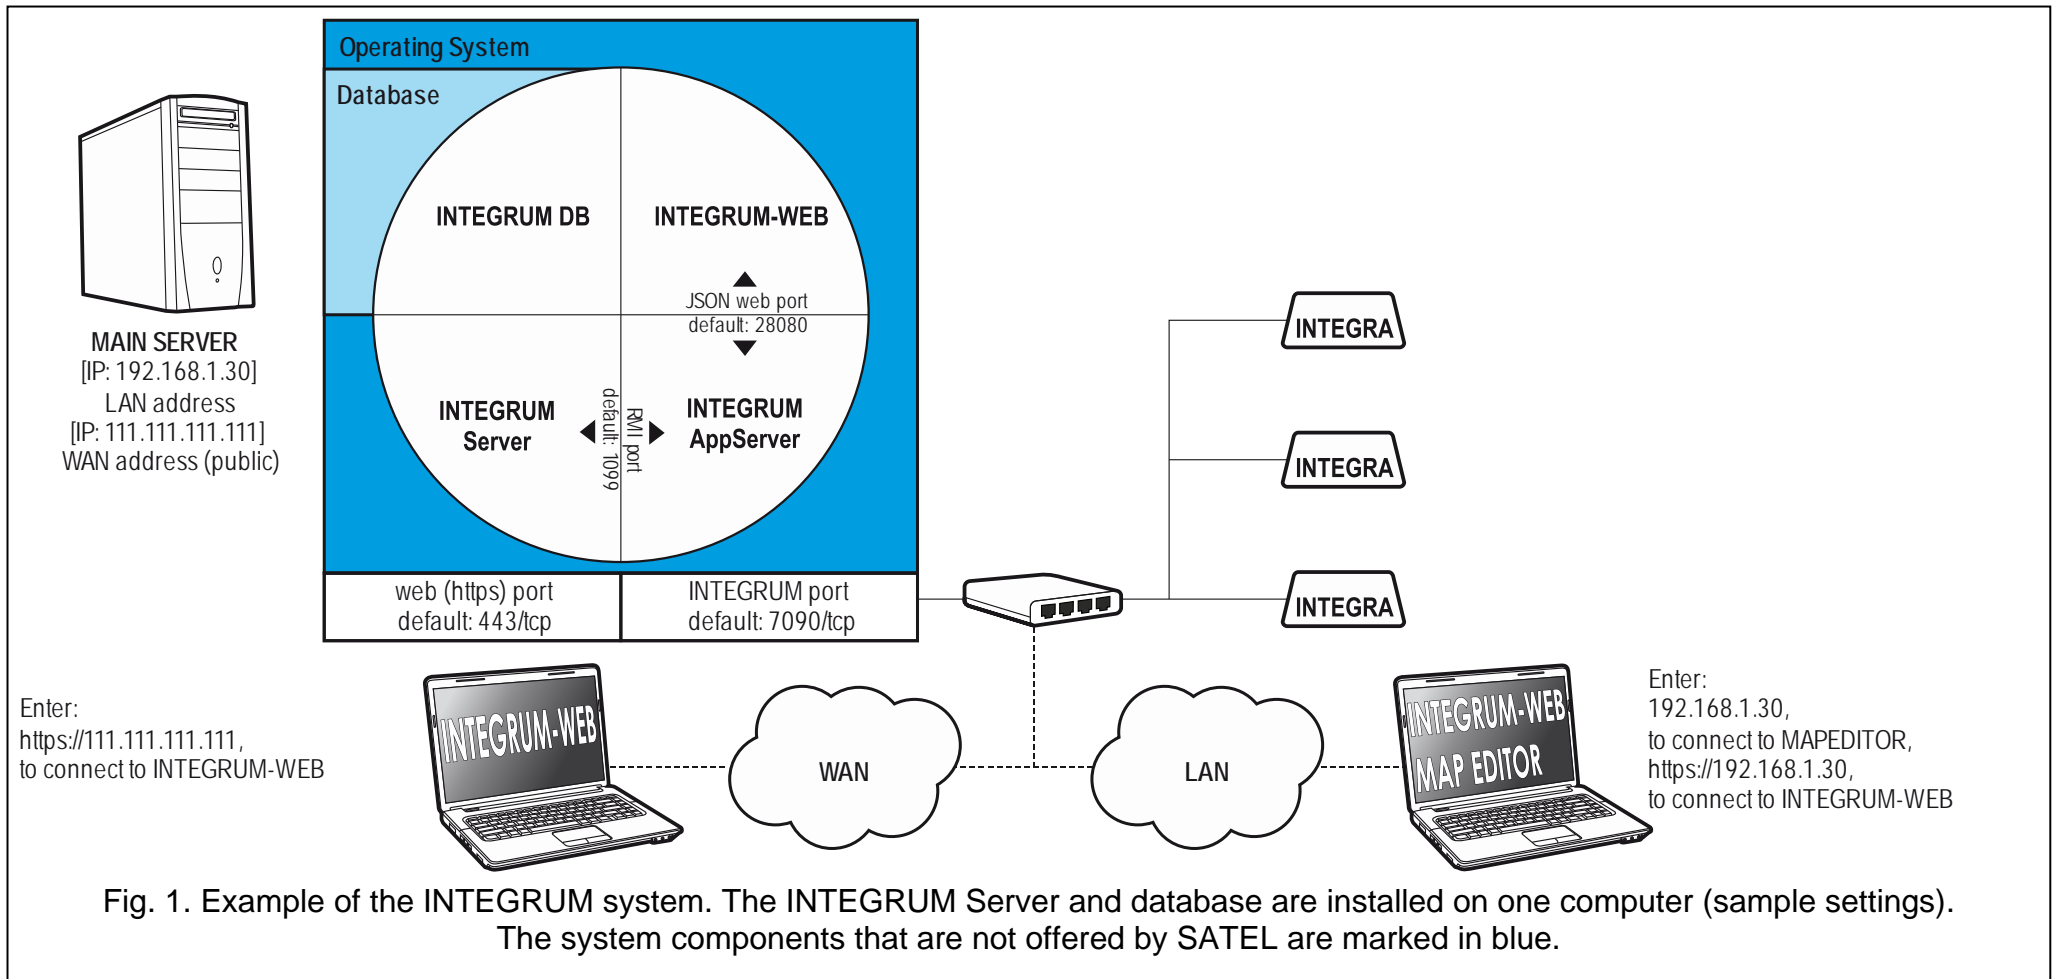 Operating System
Database
INTEGRUM DB
INTEGRUM-WEB
JSON web port
default: 28080
INTEGRUM
Server
RMI port
default: 1099
INTEGRUM
AppServer
web (https) port
default: 443/tcp
INTEGRUM port
default: 7090/tcp
MAIN SERVER
[IP: 192.168.1.30]
LAN address
[IP: 111.111.111.111]
WAN address (public)
INTEGRA
INTEGRA
INTEGRA
Enter:
https://111.111.111.111,
to connect to INTEGRUM-WEB
INTEGRUM-WEB
WAN
LAN
INTEGRUM-WEB
MAP EDITOR
Enter:
192.168.1.30,
to connect to MAPEDITOR,
https://192.168.1.30,
to connect to INTEGRUM-WEB
Fig. 1. Example of the INTEGRUM system. The INTEGRUM Server and database are installed on one computer (sample settings).
The system components that are not offered by SATEL are marked in blue.